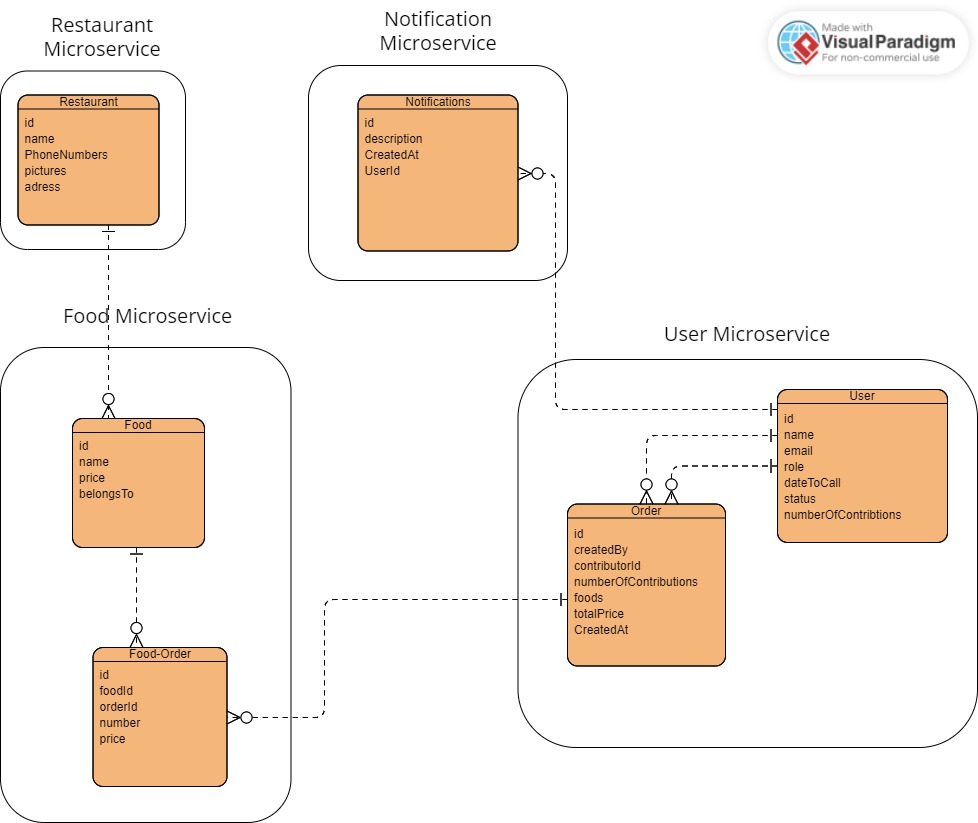 Restaurant
Microservice
Notification
Microservice
Made with
Visual Paradigm
For non-commercial use
Restaurant
id
name
PhoneNumbers
pictures
adress
Notifications
id
description
CreatedAt
UserId
Food Microservice
User Microservice
Food
id
name
price
belongsTo
User
id
name
email
role
dateToCall
status
numberOfContribtions
Order
id
createdBy
contributorId
numberOfContributions
foods
totalPrice
CreatedAt
Food-Order
id
foodId
orderId
number
price